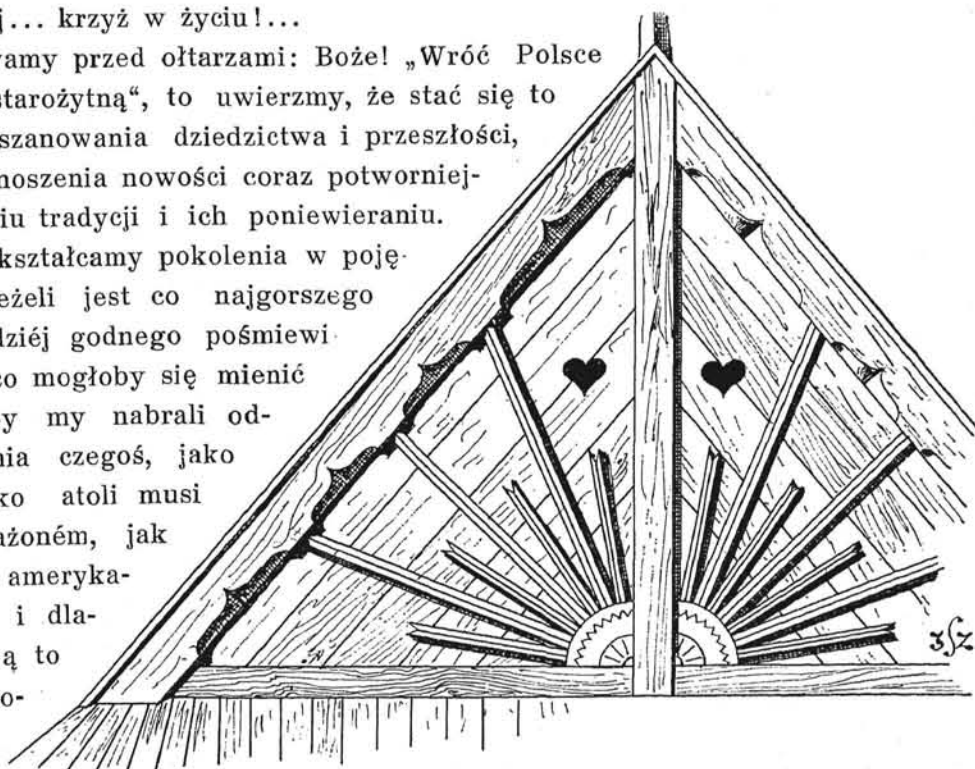 j... krzyż w życiu!...
amy przed ołtarzami: Boże! „Wróć Polsce
starożytną“, to uwierzmy, że stać się to
szanowania dziedzictwa i przeszłości,
noszenia nowości coraz potworniej-
iu tradycji i ich poniewieraniu.
kształcamy pokolenia w poję-
eżeli jest co najgorszego
dziéj godnego pośmiewi-
co mogłoby się mienić
y my nabrali od-
nia czegoś, jako
ko atoli musi
ażoném, jak
ameryka-
i dla-
ą to
o-